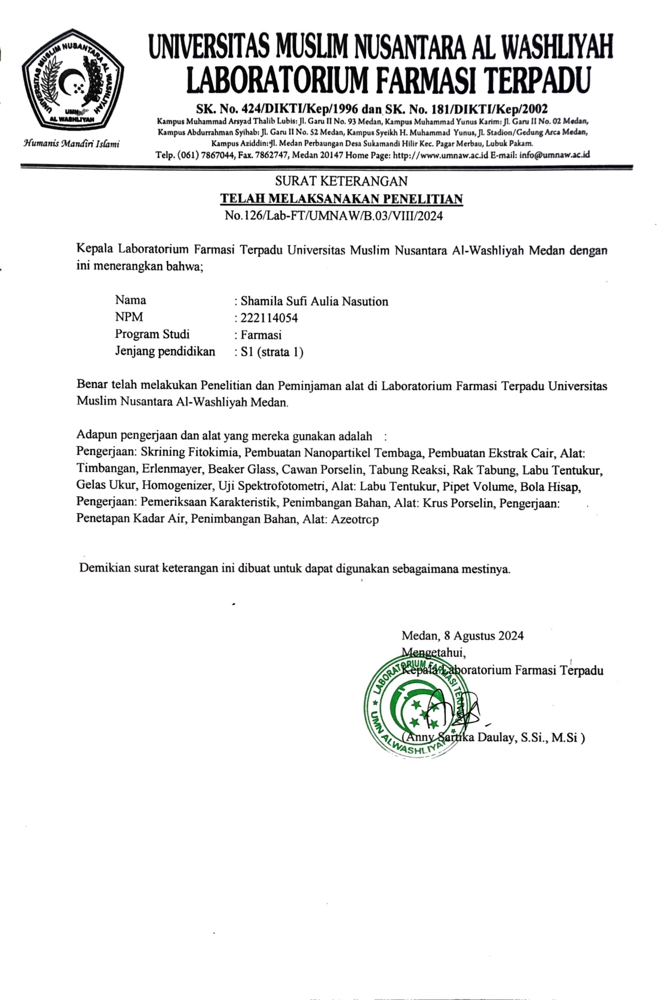 UNIVERSITAS MUSLIM NUSANTARA AL WASHLIYAH
UMN
AL WASHLIYAH
Humanis Mandiri Islami
UNIVERSITAS MUSLIM NUSANTARA AL WASHLIYAH
LABORATORIUM FARMASI TERPADU
SK. No. 424/DIKTI/Kep/1996 dan SK. No. 181/DIKTI/Kep/2002
Kampus Muhammad Arsyad Thalib Lubis: Jl. Garu II No. 93 Medan, Kampus Muhammad Yunus Karim: Jl. Garu II No. 02 Medan,
Kampus Abdurrahman Syihab: Jl. Garu II No. 52 Medan, Kampus Syeikh H. Muhammad Yunus, Jl. Stadion/Gedung Arca Medan,
Kampus Aziddin: Jl. Medan Perbaungan Desa Sukamandi Hilir Kec. Pagar Merbau, Lubuk Pakam.
Telp. (061) 7867044, Fax. 7862747, Medan 20147 Home Page: http://www.umnaw.ac.id E-mail: info@umnaw.ac.id
SURAT KETERANGAN
TELAH MELAKSANAKAN PENELITIAN
No.126/Lab-FT/UMNAW/B.03/VIII/2024
Kepala Laboratorium Farmasi Terpadu Universitas Muslim Nusantara Al-Washliyah Medan dengan
ini menerangkan bahwa;
Nama : Shamila Sufi Aulia Nasution
NPM : 222114054
Program Studi : Farmasi
Jenjang pendidikan : S1 (strata 1)
Benar telah melakukan Penelitian dan Peminjaman alat di Laboratorium Farmasi Terpadu Universitas
Muslim Nusantara Al-Washliyah Medan.
Adapun pengerjaan dan alat yang mereka gunakan adalah :
Pengerjaan: Skrining Fitokimia, Pembuatan Nanopartikel Tembaga, Pembuatan Ekstrak Cair, Alat:
Timbangan, Erlenmayer, Beaker Glass, Cawan Porselin, Tabung Reaksi, Rak Tabung, Labu Tentukur,
Gelas Ukur, Homogenizer, Uji Spektrofotometri, Alat: Labu Tentukur, Pipet Volume, Bola Hisap,
Pengerjaan: Pemeriksaan Karakteristik, Penimbangan Bahan, Alat: Krus Porselin, Pengerjaan:
Penetapan Kadar Air, Penimbangan Bahan, Alat: Azeotrop
Demikian surat keterangan ini dibuat untuk dapat digunakan sebagaimana mestinya.
Medan, 8 Agustus 2024
Mengetahui,
Kepala Laboratorium Farmasi Terpadu
LABORATORIUM FARMASI TERPADU
UMN ALWASHLIYAH
(Anny Sartika Daulay, S.Si., M.Si )